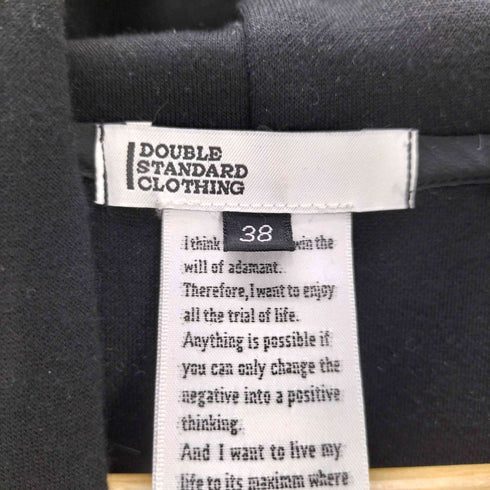 DOUBLE
STANDARD
CLOTHING
38
I think win the
will of adamant.
Therefore,I want to enjoy
all the trial of life.
Anything is possible if
you can only change the
negative into a positive
thinking.
And I want to live my
life to its maximm where